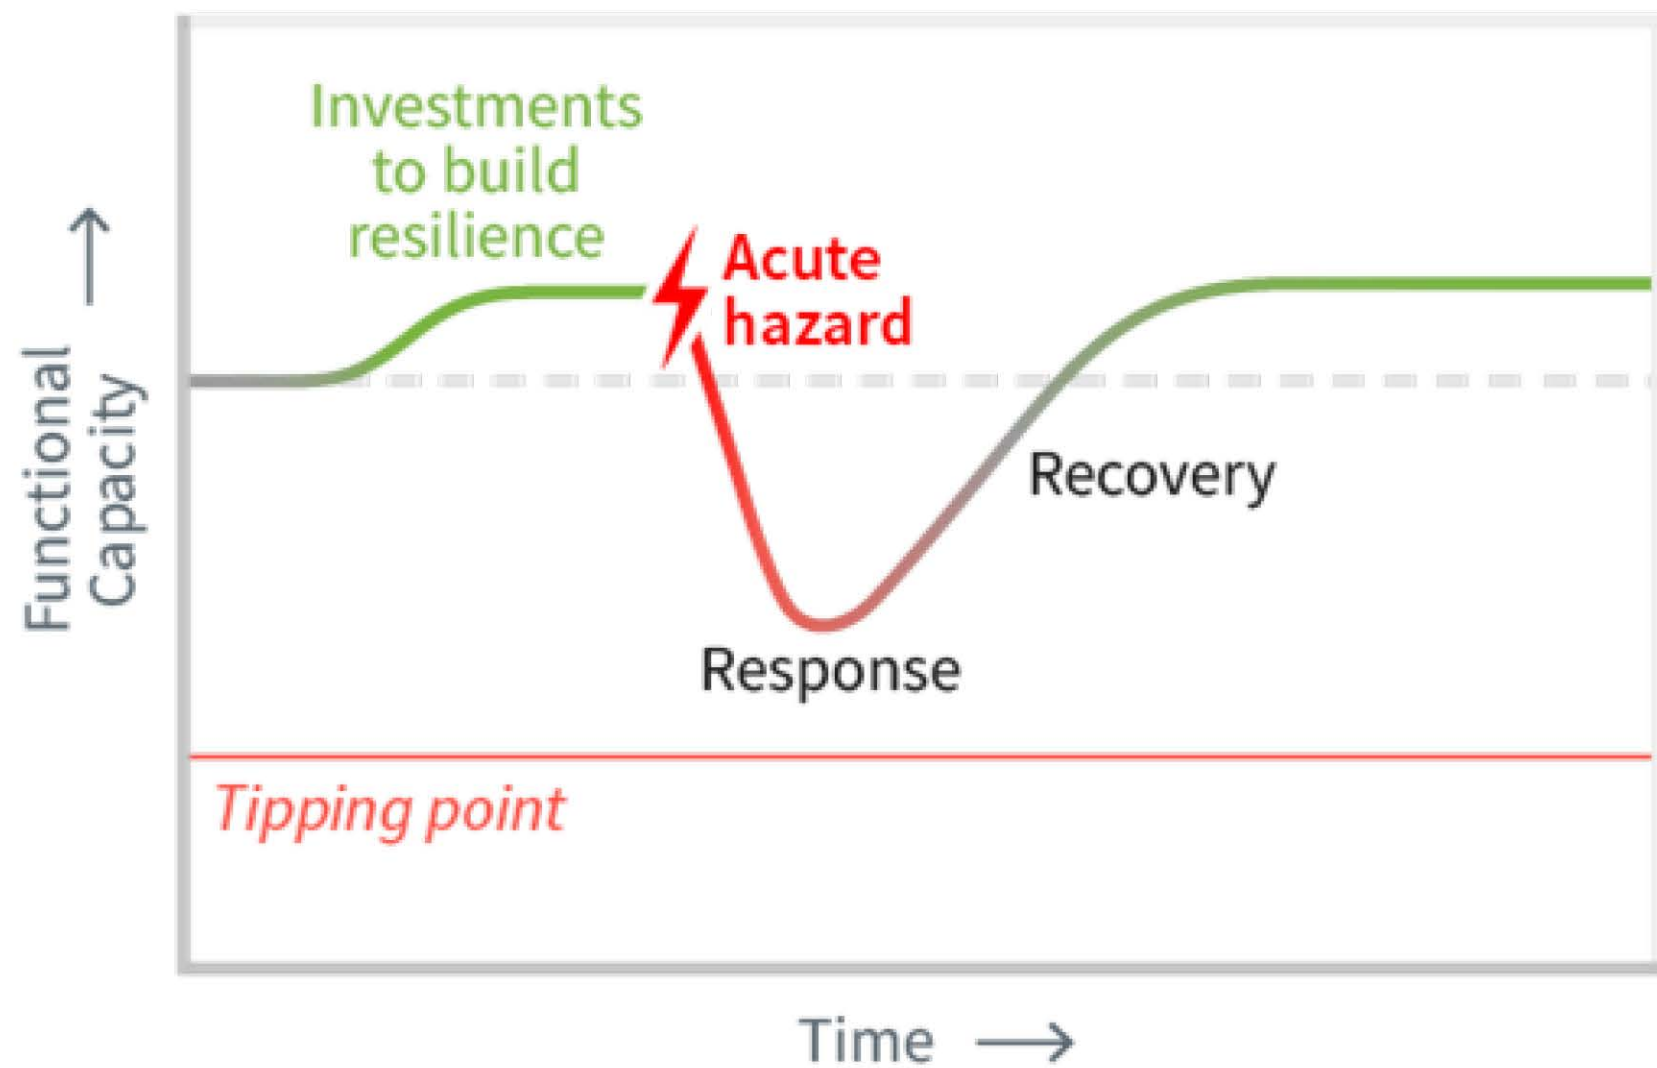 Investments
to build
resilience
Acute
hazard
Functional
Capacity
Recovery
Response
Tipping point
Time